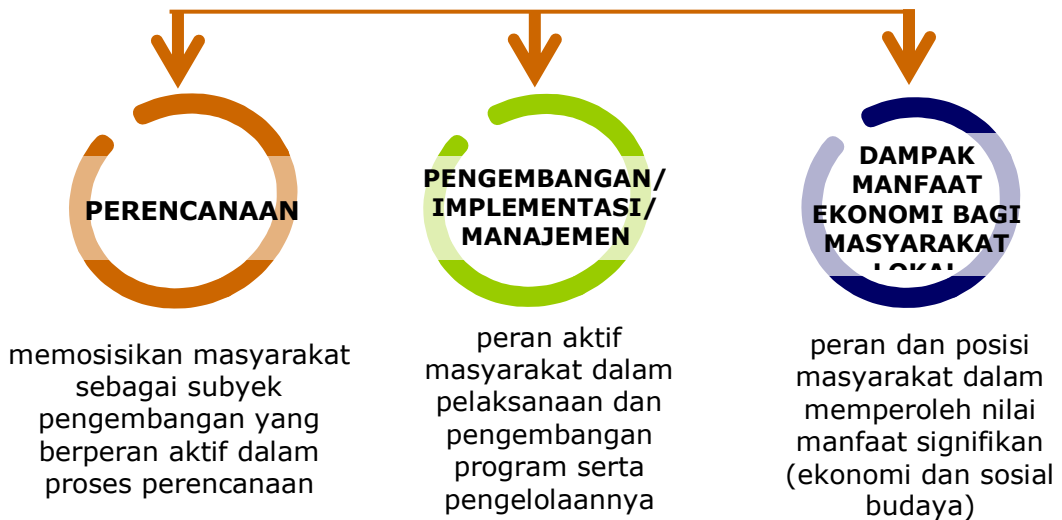 PERENCANAAN
memosisikan masyarakat
sebagai subyek
pengembangan yang
berperan aktif dalam
proses perencanaan
PENGEMBANGAN/
IMPLEMENTASI/
MANAJEMEN
peran aktif
masyarakat dalam
pelaksanaan dan
pengembangan
program serta
pengelolaannya
DAMPAK
MANFAAT
EKONOMI BAGI
MASYARAKAT
LOKAL
peran dan posisi
masyarakat dalam
memperoleh nilai
manfaat signifikan
(ekonomi dan sosial
budaya)